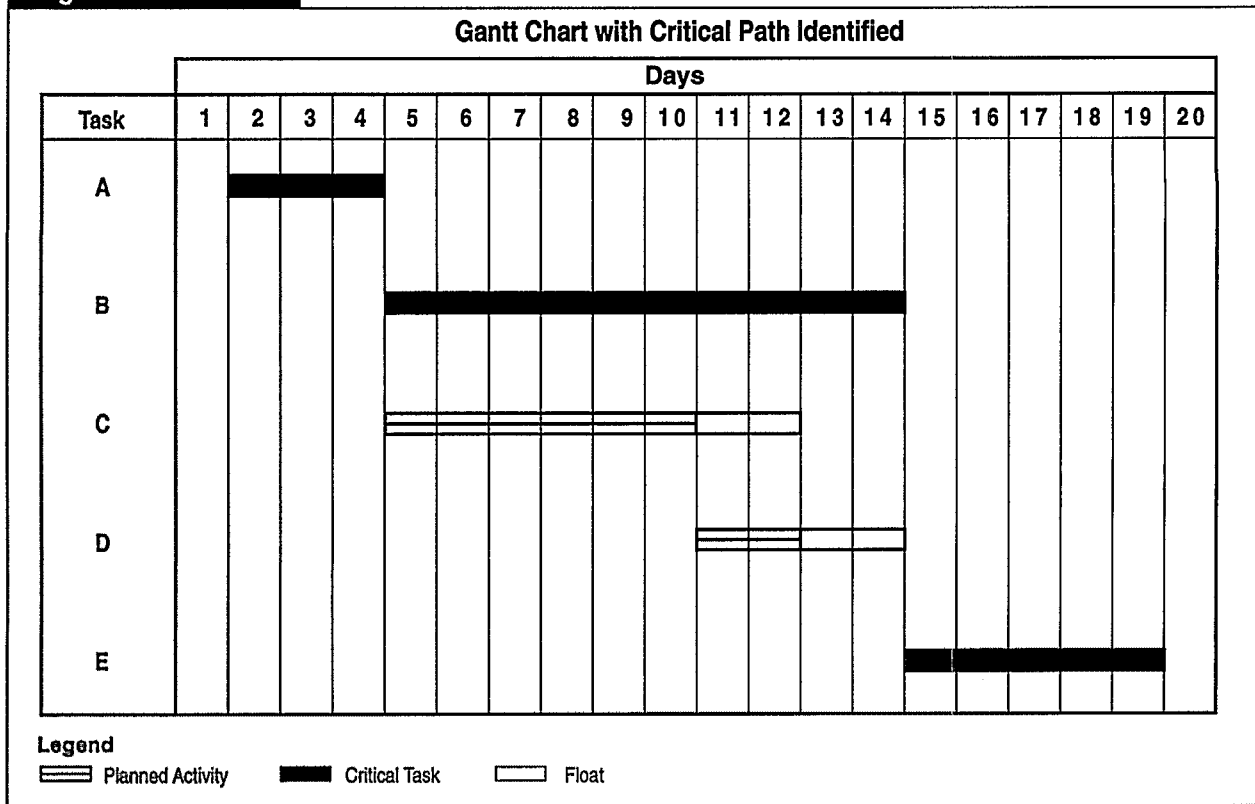 Gantt Chart with Critical Path Identified
Days
Task 1 2 3 4 5 6 7 8 9 10 11 12 13 14 15 16 17 18 19 20
A
B
C
D
E
Legend
Planned Activity Critical Task Float